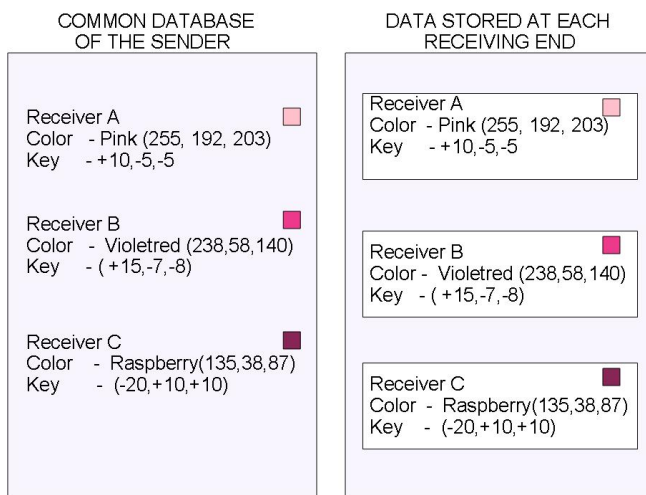 COMMON DATABASE
OF THE SENDER
Receiver A
Color - Pink (255, 192, 203)
Key - +10,-5,-5
Receiver B
Color - Violetred (238,58,140)
Key - ( +15,-7,-8)
Receiver C
Color - Raspberry(135,38,87)
Key - (-20,+10,+10)
DATA STORED AT EACH
RECEIVING END
Receiver A
Color - Pink (255, 192, 203)
Key - +10,-5,-5
Receiver B
Color - Violetred (238,58,140)
Key - ( +15,-7,-8)
Receiver C
Color - Raspberry(135,38,87)
Key - (-20,+10,+10)